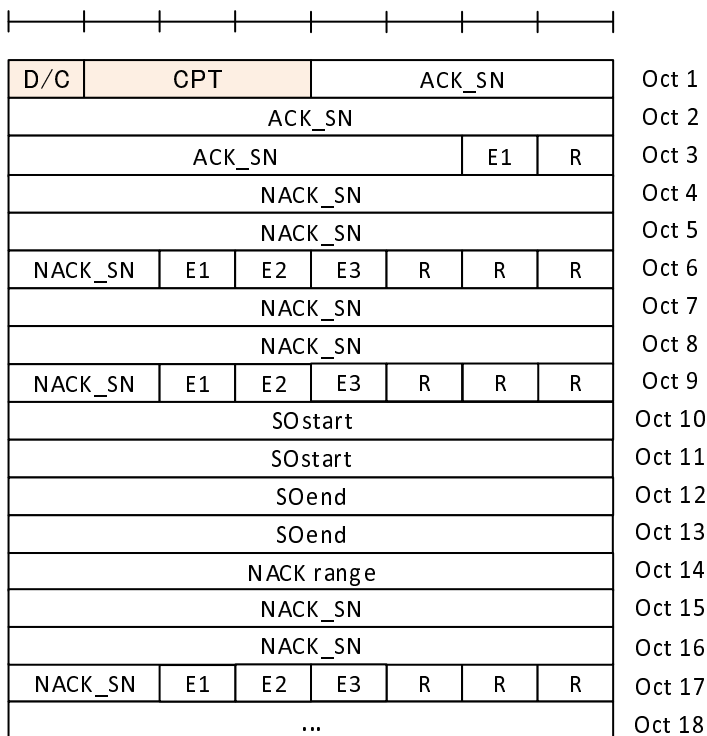 D/C CPT ACK_SN Oct 1
ACK_SN Oct 2
ACK_SN E1 R Oct 3
NACK_SN Oct 4
NACK_SN Oct 5
NACK_SN E1 E2 E3 R R R Oct 6
NACK_SN Oct 7
NACK_SN Oct 8
NACK_SN E1 E2 E3 R R R Oct 9
SOstart Oct 10
SOstart Oct 11
SOend Oct 12
SOend Oct 13
NACK range Oct 14
NACK_SN Oct 15
NACK_SN Oct 16
NACK_SN E1 E2 E3 R R R Oct 17
... Oct 18